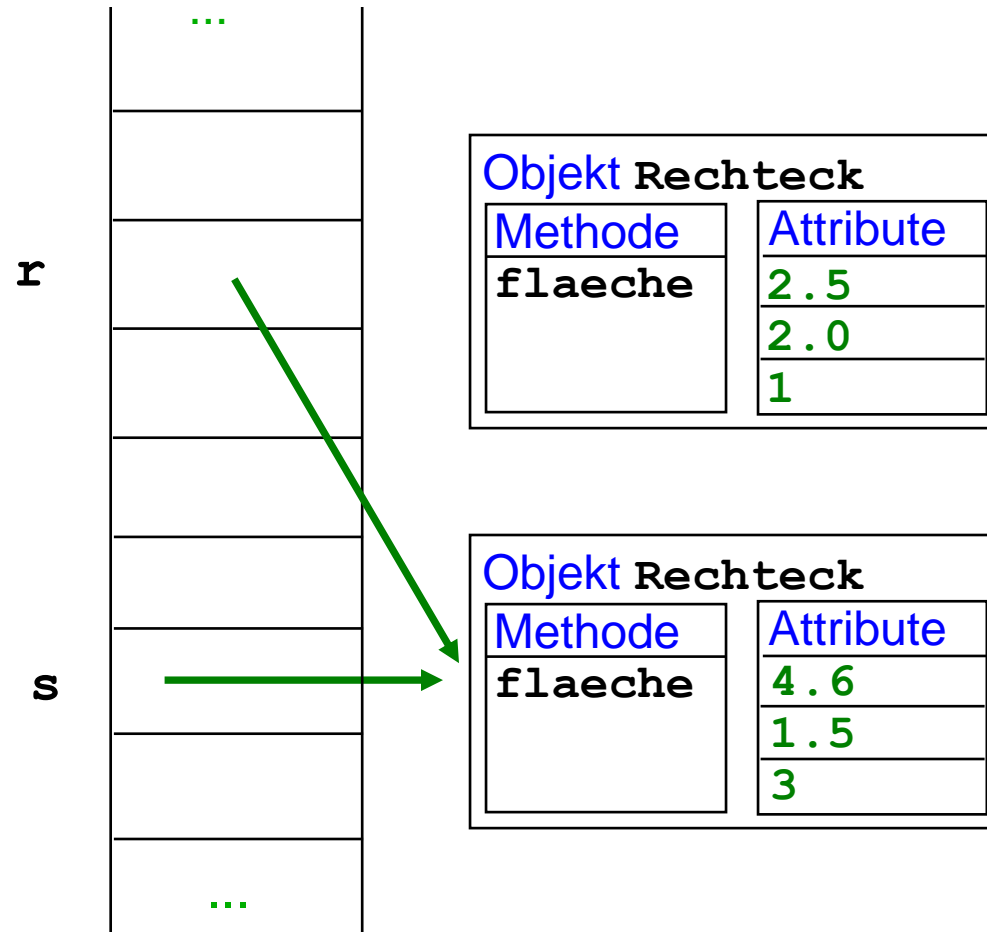 ...
r
s
...
Objekt Rechteck
Methode
flaeche
Attribute
2.5
2.0
1
Objekt Rechteck
Methode
flaeche
Attribute
4.6
1.5
3